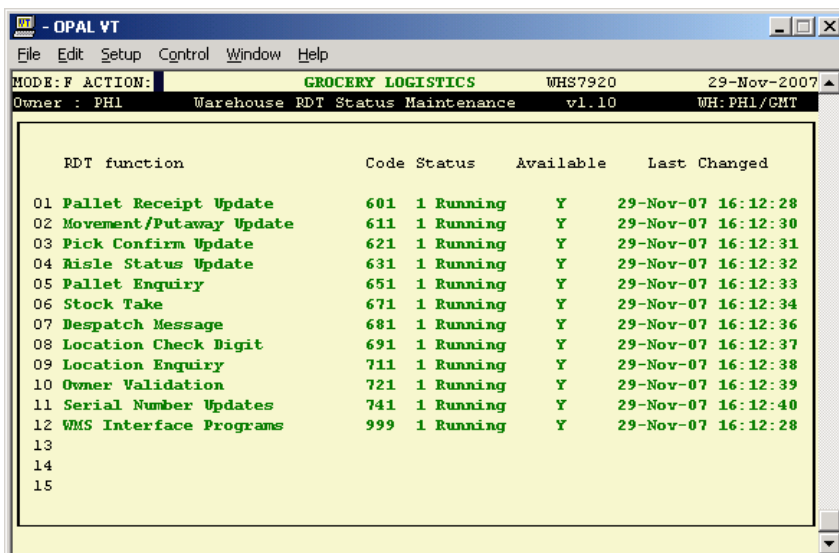 - OPAL VT
File Edit Setup Control Window Help
MODE:F ACTION: GROCERY LOGISTICS WHS7920 29-Nov-2007
Owner : PH1 Warehouse RDT Status Maintenance v1.10 WH:PH1/GMT
RDT function Code Status Available Last Changed
01 Pallet Receipt Update 601 1 Running Y 29-Nov-07 16:12:28
02 Movement/Putaway Update 611 1 Running Y 29-Nov-07 16:12:30
03 Pick Confirm Update 621 1 Running Y 29-Nov-07 16:12:31
04 Aisle Status Update 631 1 Running Y 29-Nov-07 16:12:32
05 Pallet Enquiry 651 1 Running Y 29-Nov-07 16:12:33
06 Stock Take 671 1 Running Y 29-Nov-07 16:12:34
07 Despatch Message 681 1 Running Y 29-Nov-07 16:12:36
08 Location Check Digit 691 1 Running Y 29-Nov-07 16:12:37
09 Location Enquiry 711 1 Running Y 29-Nov-07 16:12:38
10 Owner Validation 721 1 Running Y 29-Nov-07 16:12:39
11 Serial Number Updates 741 1 Running Y 29-Nov-07 16:12:40
12 WMS Interface Programs 999 1 Running Y 29-Nov-07 16:12:28
13
14
15